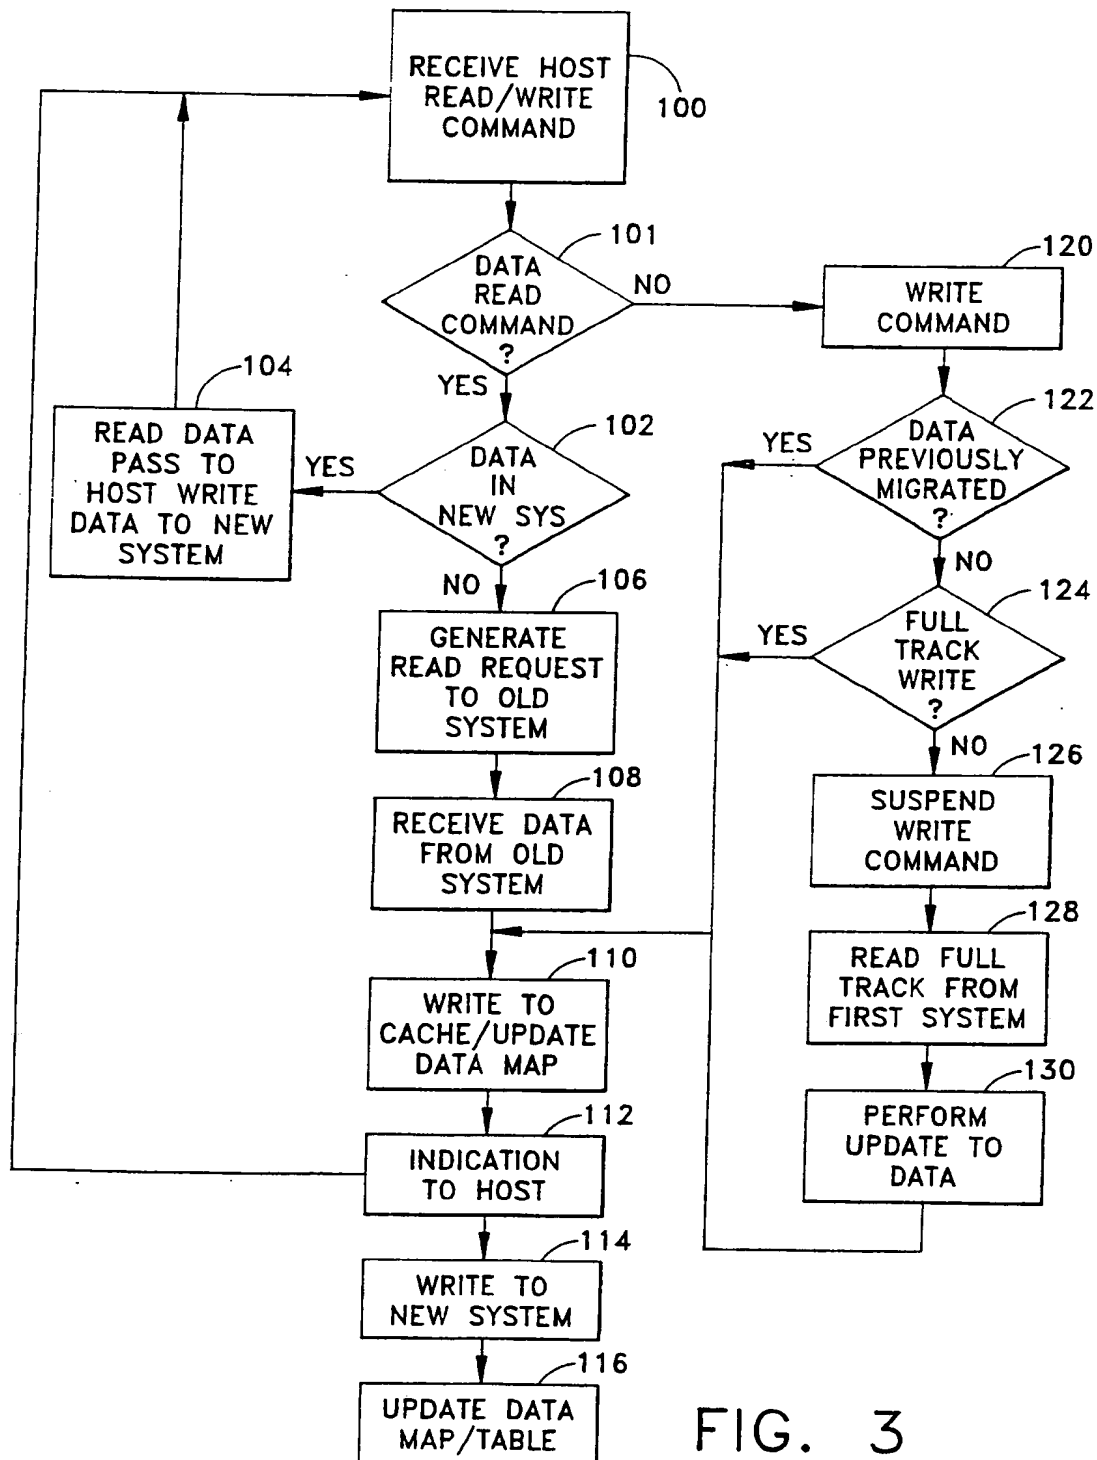 RECEIVE HOST
READ/WRITE
COMMAND
100
DATA
READ
COMMAND
?
101
NO
YES
DATA
IN
NEW SYS
?
102
YES
NO
READ DATA
PASS TO
HOST WRITE
DATA TO NEW
SYSTEM
104
GENERATE
READ REQUEST
TO OLD
SYSTEM
106
RECEIVE DATA
FROM OLD
SYSTEM
108
WRITE TO
CACHE/UPDATE
DATA MAP
110
INDICATION
TO HOST
112
WRITE TO
NEW SYSTEM
114
UPDATE DATA
MAP/TABLE
116
WRITE
COMMAND
120
DATA
PREVIOUSLY
MIGRATED
?
122
YES
NO
FULL
TRACK
WRITE
?
124
YES
NO
SUSPEND
WRITE
COMMAND
126
READ FULL
TRACK FROM
FIRST SYSTEM
128
PERFORM
UPDATE TO
DATA
130
FIG. 3